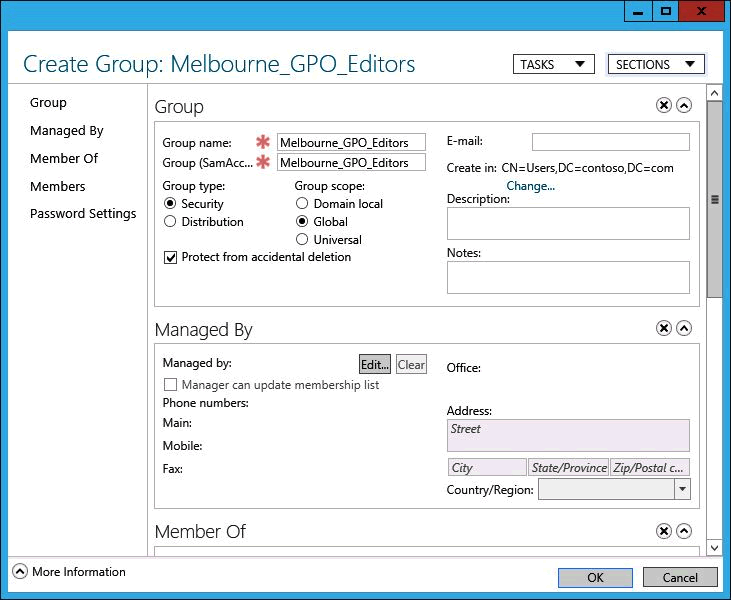 Create Group: Melbourne_GPO_Editors
TASKS
SECTIONS
Group
Managed By
Member Of
Members
Password Settings
Group
Group name:
Melbourne_GPO_Editors
Group (SamAcc...
Melbourne_GPO_Editors
Group type:
Security
Distribution
Group scope:
Domain local
Global
Universal
Protect from accidental deletion
E-mail:
Create in: CN=Users,DC=contoso,DC=com
Change...
Description:
Notes:
Managed By
Managed by:
Edit...
Clear
Manager can update membership list
Phone numbers:
Main:
Mobile:
Fax:
Office:
Address:
Street
City
State/Province
Zip/Postal c...
Country/Region:
Member Of
More Information
OK
Cancel